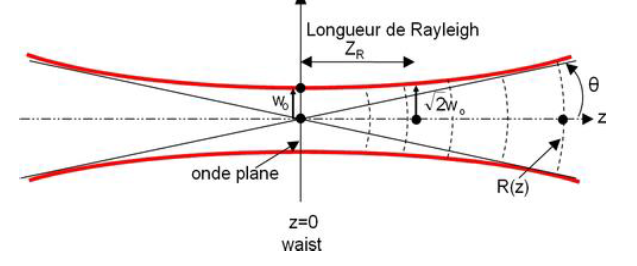 Longueur de Rayleigh
Z_R
w₀
√2w₀
θ
z
onde plane
R(z)
z=0
waist